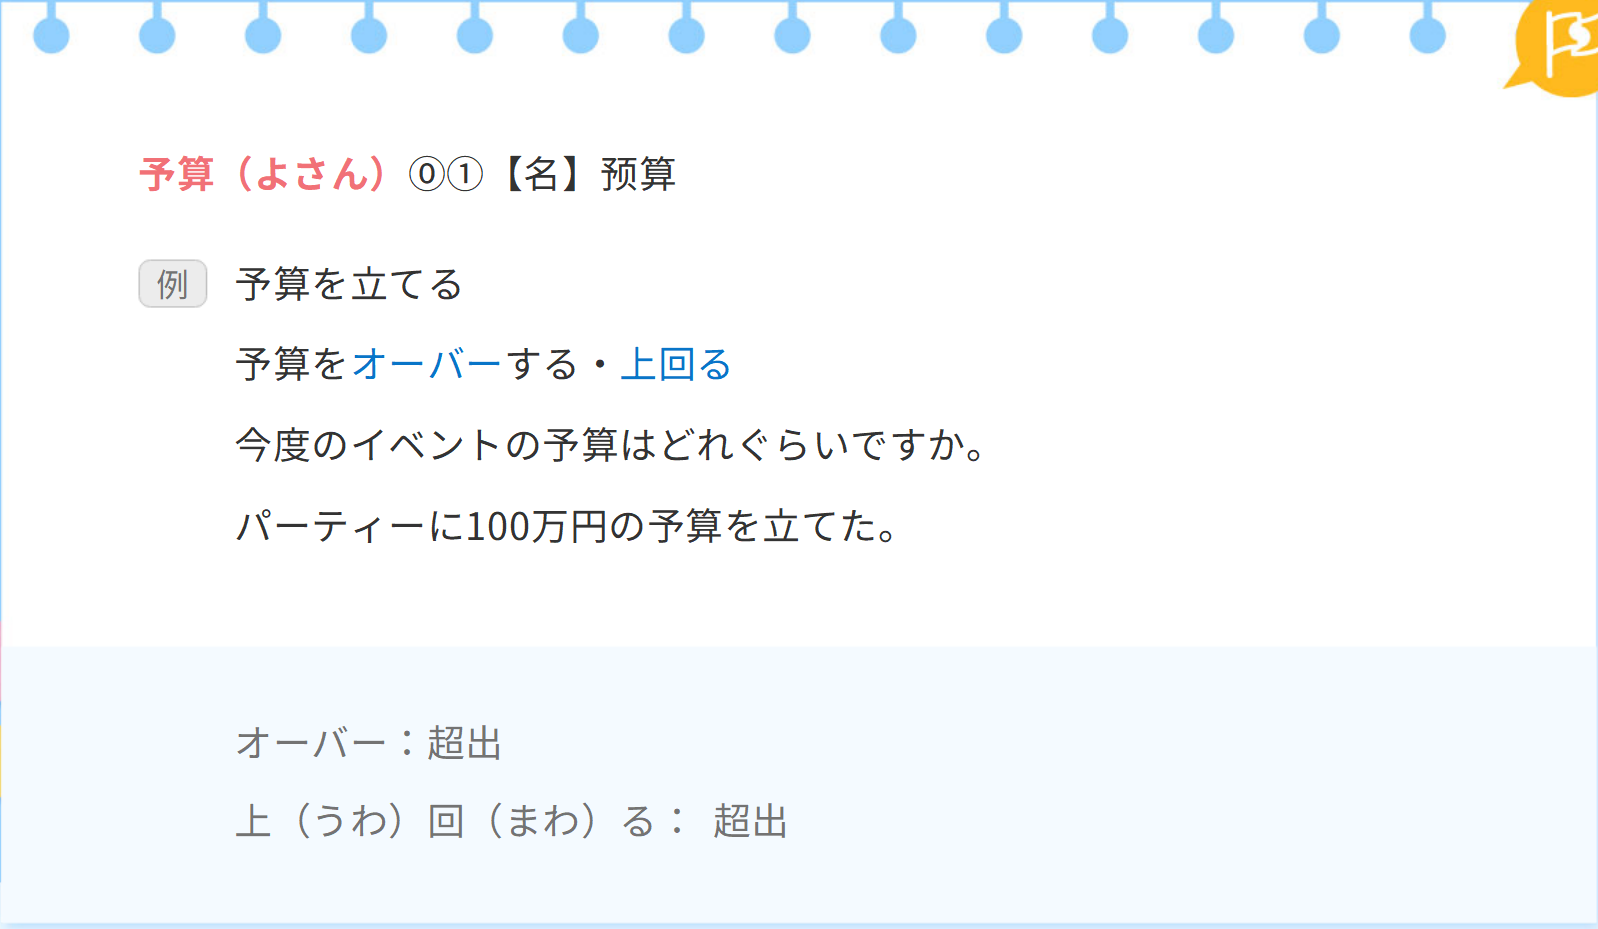 予算（よさん）⓪①【名】预算
例 予算を立てる
予算をオーバーする・上回る
今度のイベントの予算はどれぐらいですか。
パーティーに100万円の予算を立てた。
オーバー：超出
上（うわ）回（まわ）る： 超出